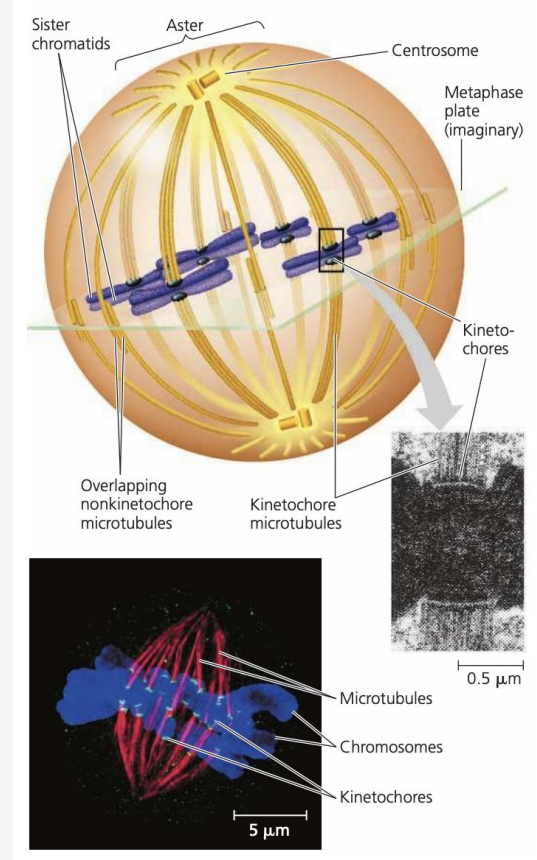 Sister
chromatids
Aster
Centrosome
Metaphase
plate
(imaginary)
Kineto-
chores
Overlapping
nonkinetochore
microtubules
Kinetochore
microtubules
0.5 µm
Microtubules
Chromosomes
Kinetochores
5 µm